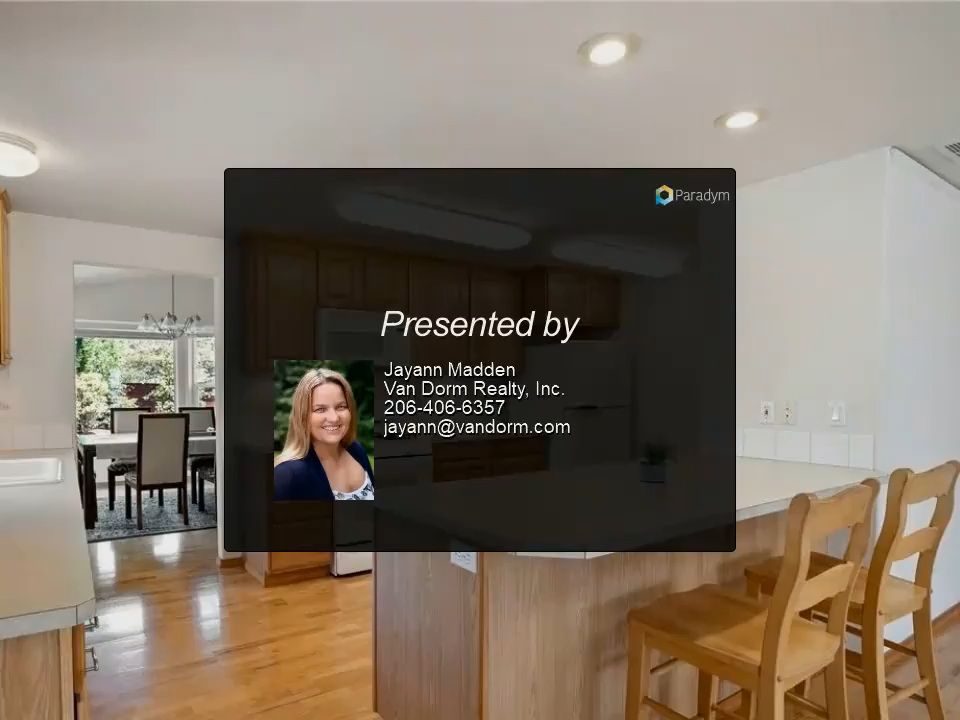 Paradym
Presented by
Jayann Madden
Van Dorm Realty, Inc.
206-406-6357
jayann@vandorm.com